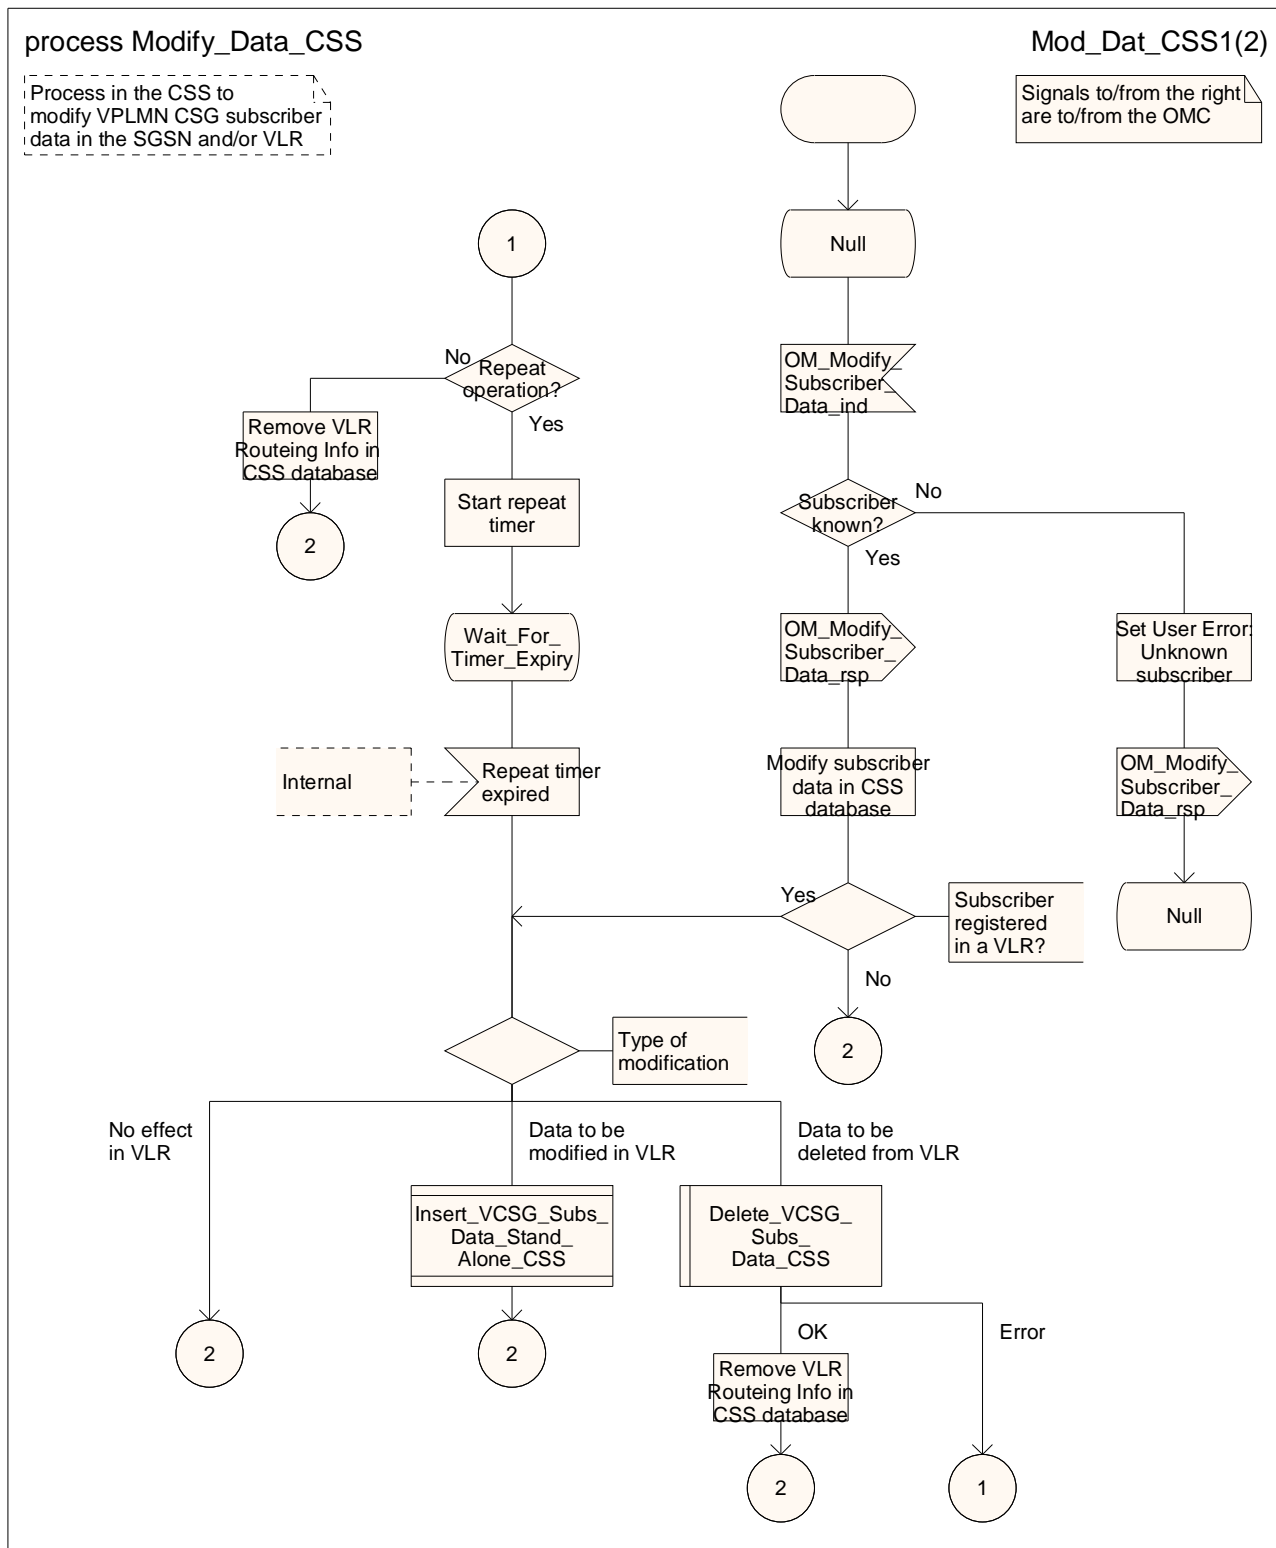 process Modify_Data_CSS
Mod_Dat_CSS1(2)
Process in the CSS to
modify VPLMN CSG subscriber
data in the SGSN and/or VLR
Signals to/from the right
are to/from the OMC
Null
1
OM_Modify_
Subscriber_
Data_ind
No
Repeat
operation?
Yes
Remove VLR
Routeing Info in
CSS database
Start repeat
timer
2
Subscriber
known?
No
Yes
Wait_For_
Timer_Expiry
OM_Modify_
Subscriber_
Data_rsp
Set User Error:
Unknown
subscriber
Internal
Repeat timer
expired
Modify subscriber
data in CSS
database
OM_Modify_
Subscriber_
Data_rsp
Yes
Subscriber
registered
in a VLR?
Null
No
2
Type of
modification
No effect
in VLR
Data to be
modified in VLR
Data to be
deleted from VLR
Insert_VCSG_Subs_
Data_Stand_
Alone_CSS
Delete_VCSG_
Subs_
Data_CSS
2
2
OK
Error
Remove VLR
Routeing Info in
CSS database
2
1